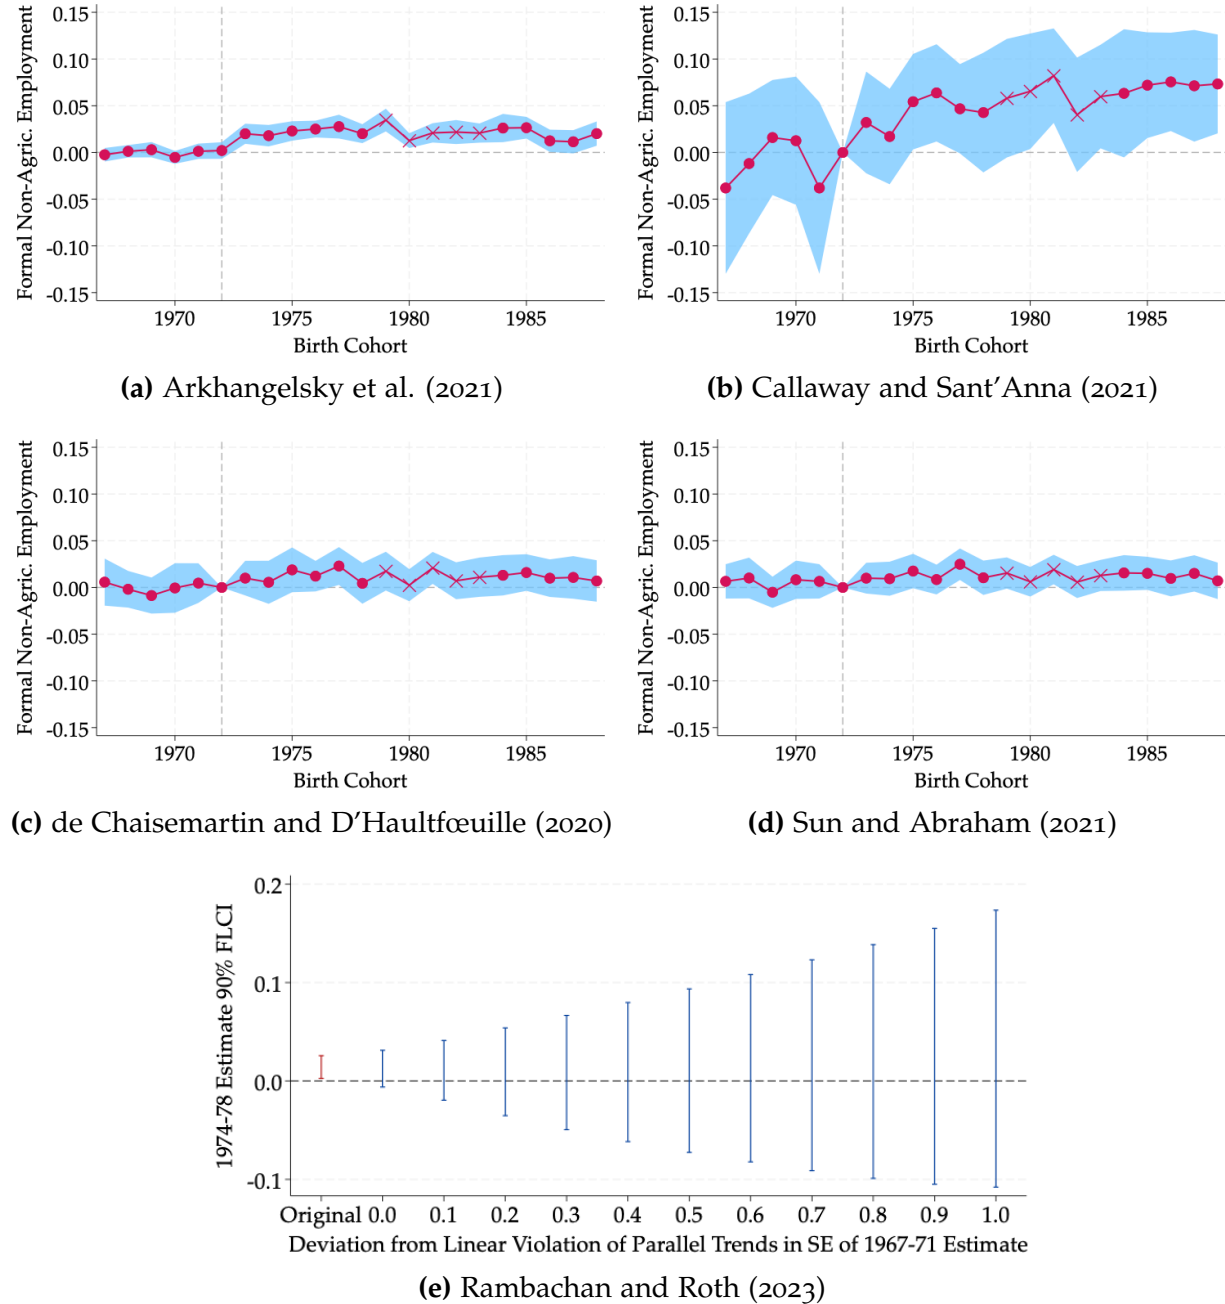 Formal Non-Agric. Employment
0.15
0.10
0.05
0.00
-0.05
-0.10
-0.15
1970 1975 1980 1985
Birth Cohort
(a) Arkhangelsky et al. (2021)
Formal Non-Agric. Employment
0.15
0.10
0.05
0.00
-0.05
-0.10
-0.15
1970 1975 1980 1985
Birth Cohort
(b) Callaway and Sant'Anna (2021)
Formal Non-Agric. Employment
0.15
0.10
0.05
0.00
-0.05
-0.10
-0.15
1970 1975 1980 1985
Birth Cohort
(c) de Chaisemartin and D'Haultfœuille (2020)
Formal Non-Agric. Employment
0.15
0.10
0.05
0.00
-0.05
-0.10
-0.15
1970 1975 1980 1985
Birth Cohort
(d) Sun and Abraham (2021)
1974-78 Estimate 90% FLCI
0.2
0.1
0.0
-0.1
Original 0.0 0.1 0.2 0.3 0.4 0.5 0.6 0.7 0.8 0.9 1.0
Deviation from Linear Violation of Parallel Trends in SE of 1967-71 Estimate
(e) Rambachan and Roth (2023)